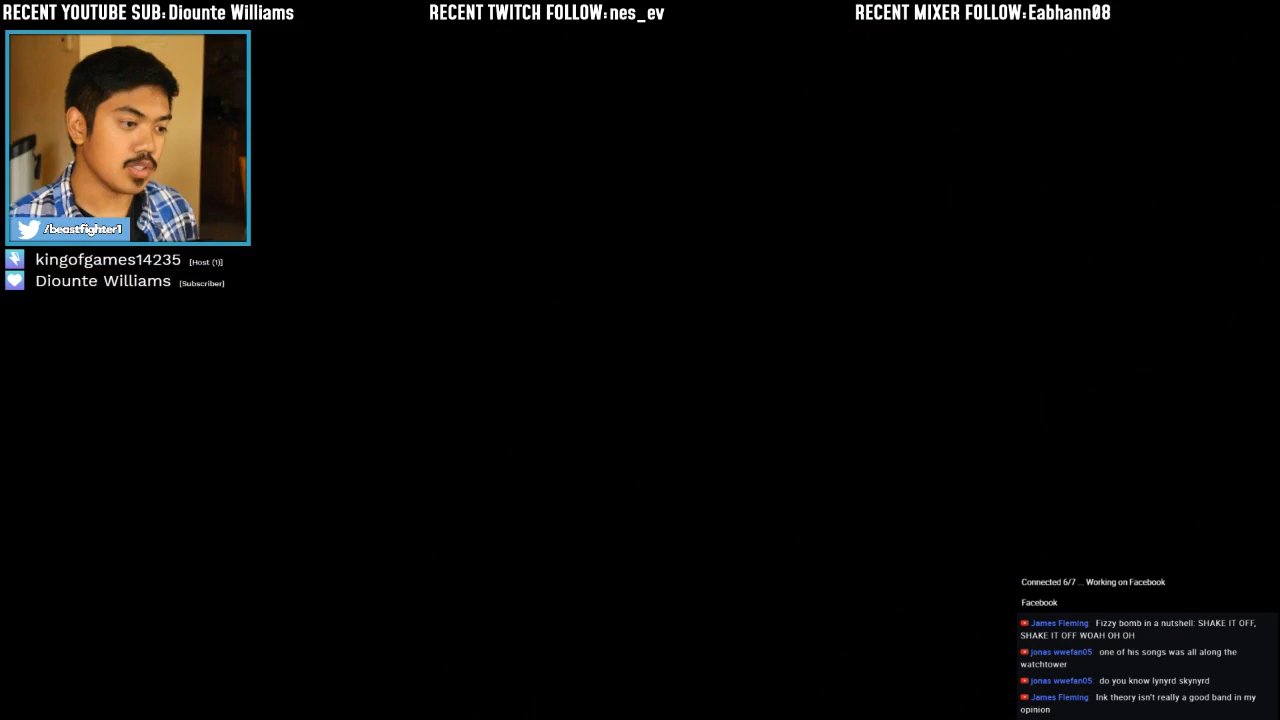 RECENT YOUTUBE SUB: Diounte Williams
RECENT TWITCH FOLLOW: nes_ev
RECENT MIXER FOLLOW: Eabhann08
/beastfighter1
kingofgames14235 [Host (1)]
Diounte Williams [Subscriber]
Connected 6/7 ... Working on Facebook
Facebook
James Fleming Fizzy bomb in a nutshell: SHAKE IT OFF,
SHAKE IT OFF WOAH OH OH
jonas wwefan05 one of his songs was all along the
watchtower
jonas wwefan05 do you know lynyrd skynyrd
James Fleming Ink theory isn't really a good band in my
opinion